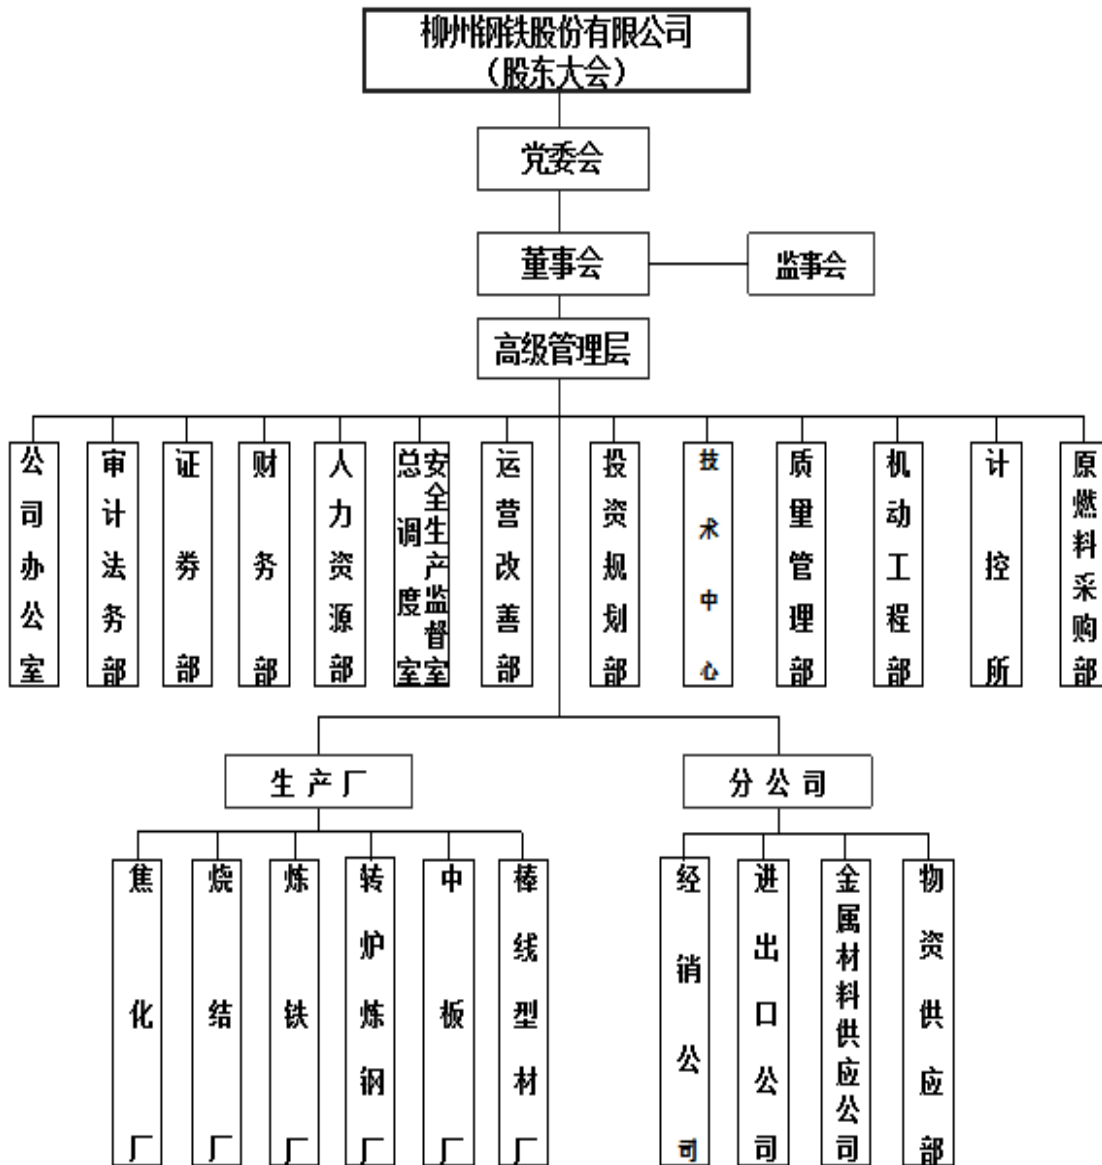 柳州钢铁股份有限公司
（股东大会）
党委会
董事会
监事会
高级管理层
公司办公室
审计法务部
证券部
财务部
人力资源部
总调度室
安全生产监督室
运营改善部
投资规划部
技术中心
质量管理部
机动工程部
计控所
原燃料采购部
生产厂
分公司
焦化厂
烧结厂
炼铁厂
转炉炼钢厂
中板厂
棒线型材厂
经销公司
进出口公司
金属材料供应公司
物资供应部